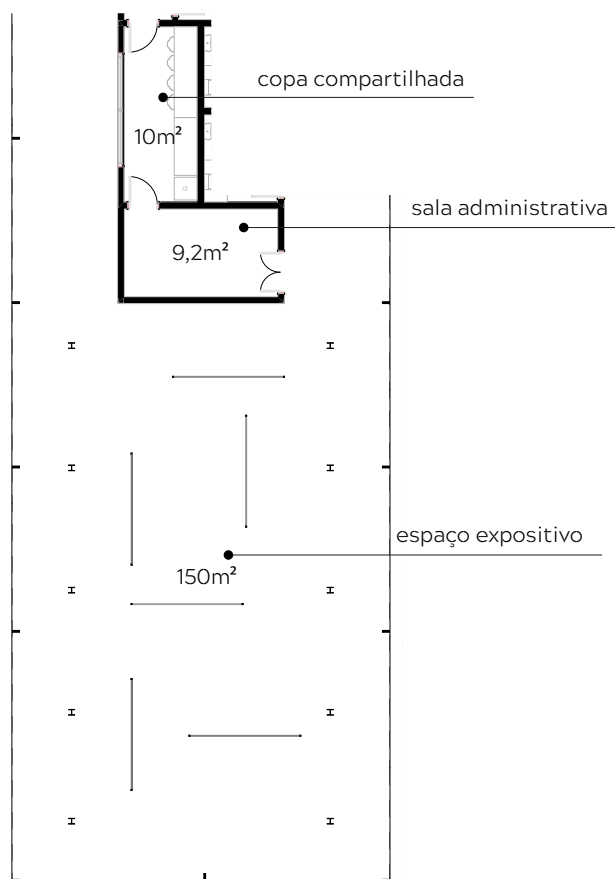 copa compartilhada
10m²
sala administrativa
9,2m²
espaço expositivo
150m²